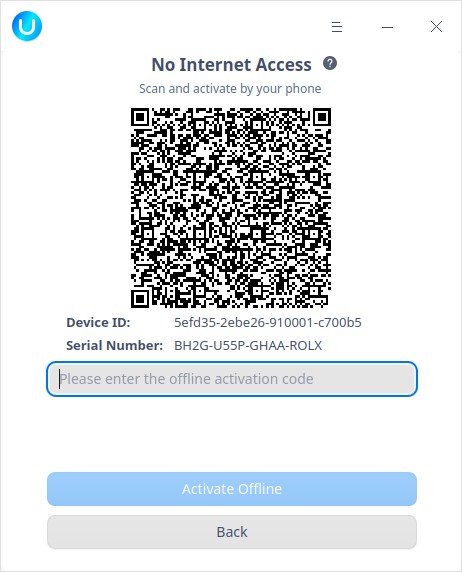 No Internet Access ?
Scan and activate by your phone
Device ID: 5efd35-2ebe26-910001-c700b5
Serial Number: BH2G-U55P-GHAA-ROLX
Please enter the offline activation code
Activate Offline
Back